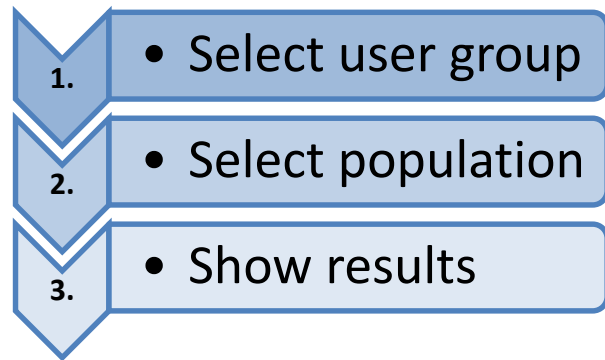 1.
• Select user group
2.
• Select population
3.
• Show results